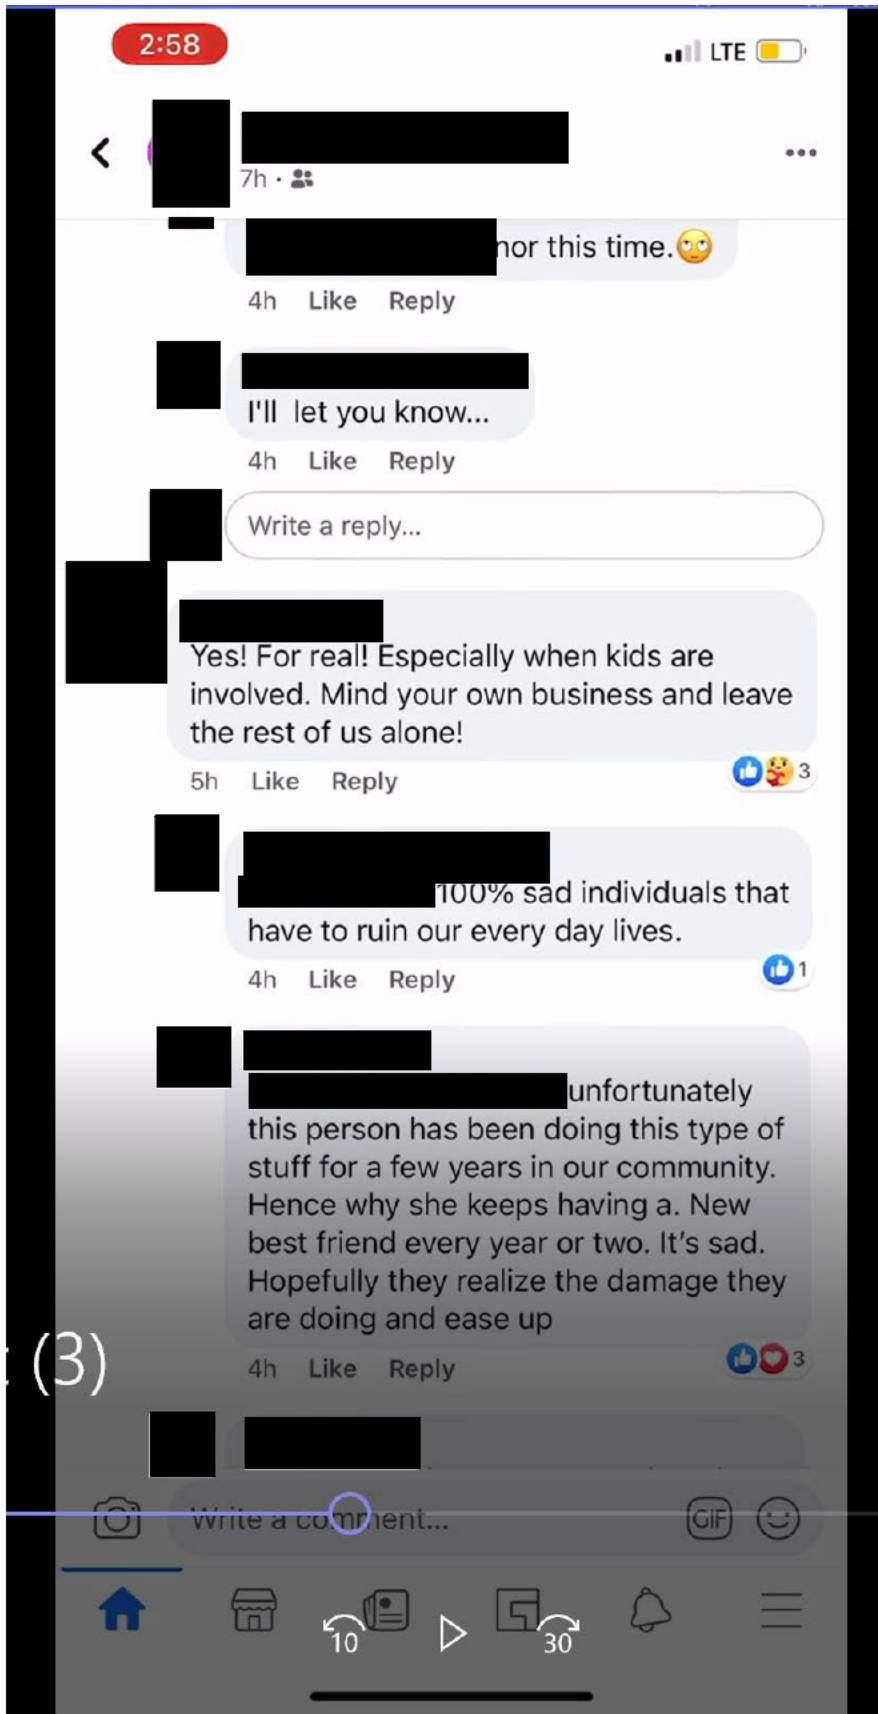 2:58
LTE
7h
nor this time.🙄
4h Like Reply
I'll let you know...
4h Like Reply
Write a reply...
Yes! For real! Especially when kids are
involved. Mind your own business and leave
the rest of us alone!
5h Like Reply 3
100% sad individuals that
have to ruin our every day lives.
4h Like Reply 1
unfortunately
this person has been doing this type of
stuff for a few years in our community.
Hence why she keeps having a. New
best friend every year or two. It's sad.
Hopefully they realize the damage they
are doing and ease up
(3)
4h Like Reply 3
Write a comment...
GIF
10 30